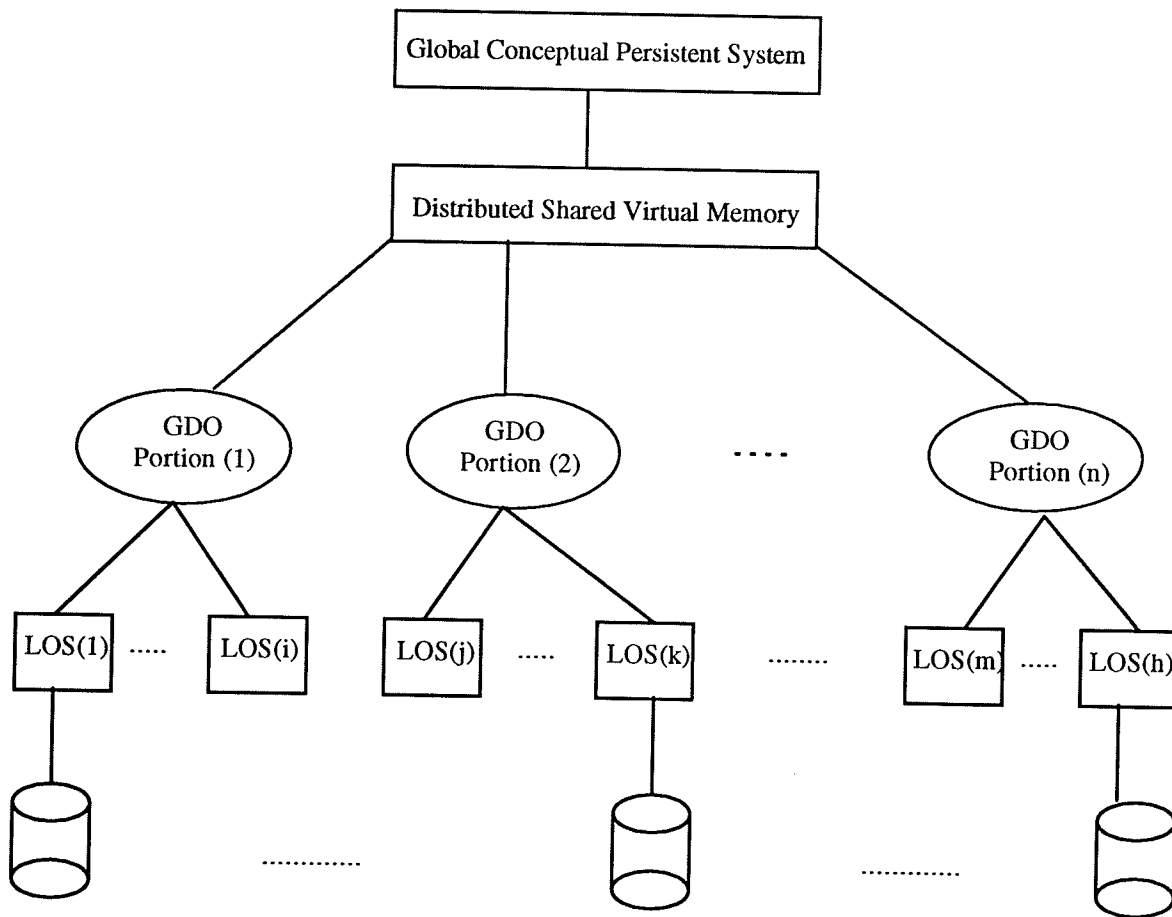 Global Conceptual Persistent System
Distributed Shared Virtual Memory
GDO
Portion (1)
GDO
Portion (2)
- - - -
GDO
Portion (n)
LOS(1)
.....
LOS(i)
LOS(j)
.....
LOS(k)
........
LOS(m)
.....
LOS(h)
............
............